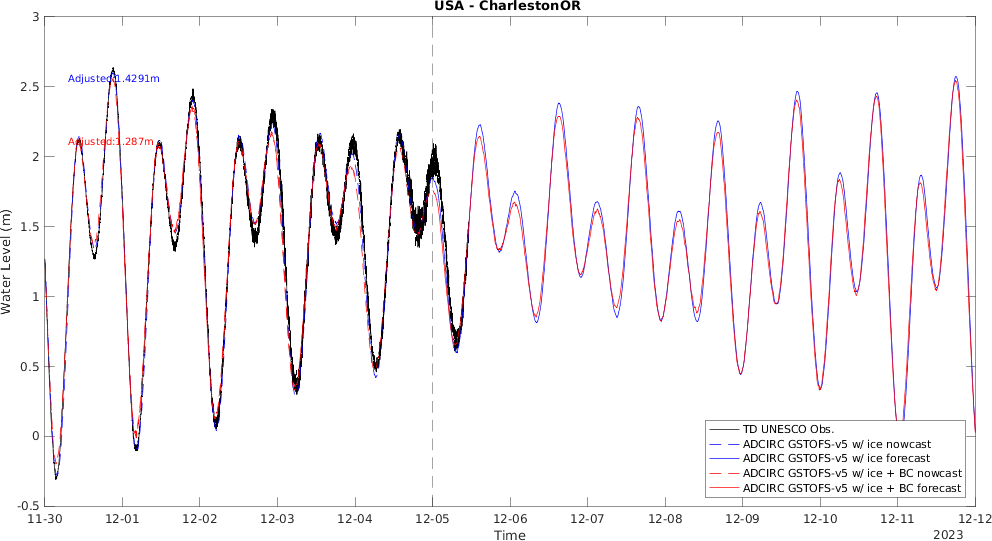 USA - CharlestonOR
3
2.5
2
1.5
1
0.5
0
-0.5
Water Level (m)
Adjusted:1.4291m
Adjusted:1.287m
TD UNESCO Obs.
ADCIRC GSTOFS-v5 w/ ice nowcast
ADCIRC GSTOFS-v5 w/ ice forecast
ADCIRC GSTOFS-v5 w/ ice + BC nowcast
ADCIRC GSTOFS-v5 w/ ice + BC forecast
11-30 12-01 12-02 12-03 12-04 12-05 12-06 12-07 12-08 12-09 12-10 12-11 12-12
Time
2023